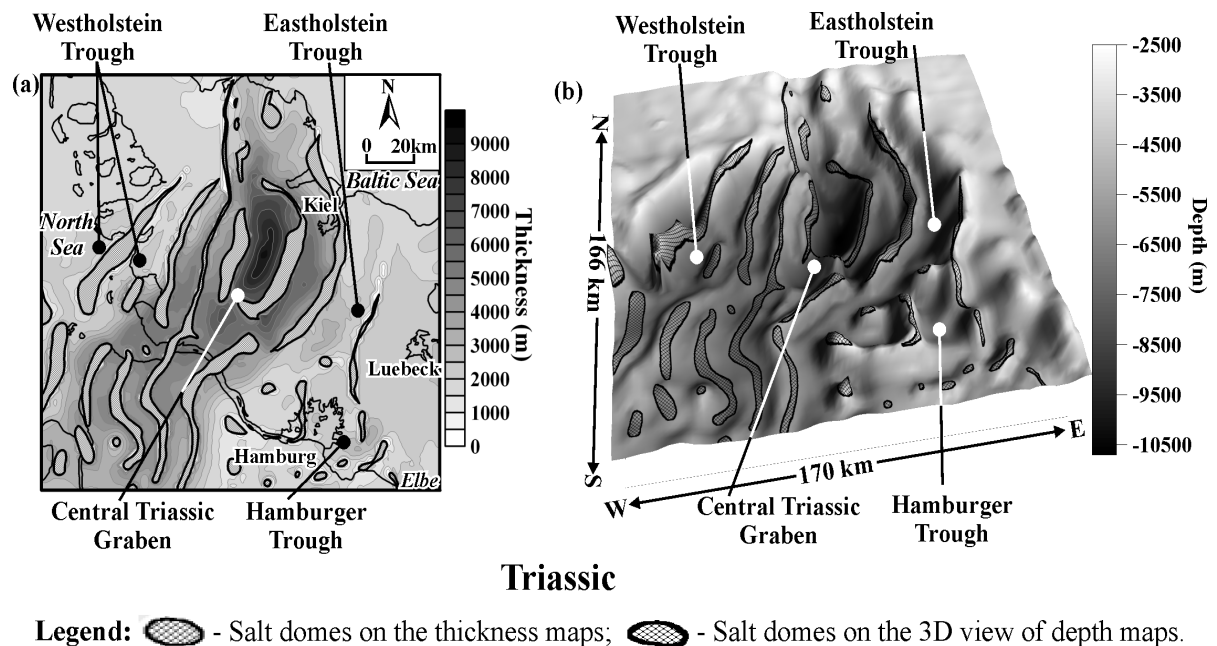 Westholstein
Trough
Eastholstein
Trough
(a)
N
0 20km
Baltic Sea
North
Sea
Kiel
Luebeck
Hamburg
Elbe
9000
8000
7000
6000
5000
4000
3000
2000
1000
0
Thickness (m)
Central Triassic
Graben
Hamburger
Trough
Westholstein
Trough
Eastholstein
Trough
(b)
N
166 km
S
W
170 km
E
-2500
-3500
-4500
-5500
-6500
-7500
-8500
-9500
-10500
Depth (m)
Central Triassic
Graben
Hamburger
Trough
Triassic
Legend: - Salt domes on the thickness maps; - Salt domes on the 3D view of depth maps.